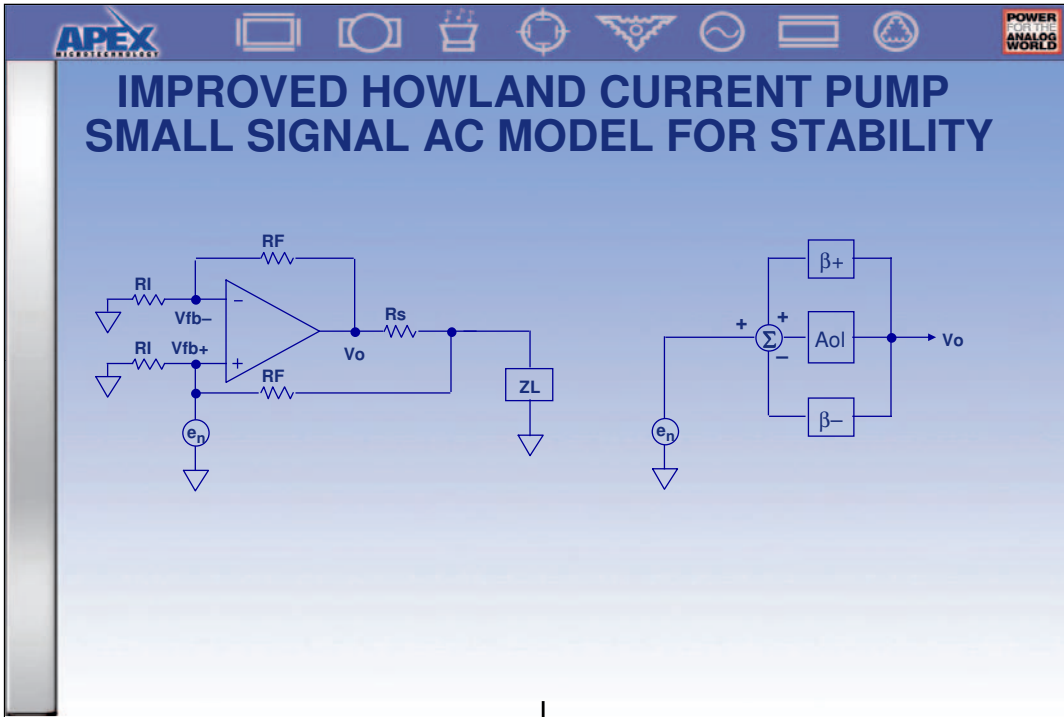 APEX
MICROTECHNOLOGY
POWER
FOR THE
ANALOG
WORLD
IMPROVED HOWLAND CURRENT PUMP
SMALL SIGNAL AC MODEL FOR STABILITY
RF
RI
Vfb–
–
Rs
RI
Vfb+
+
Vo
RF
ZL
en
β+
+
+
Σ
Aol
Vo
–
β–
en